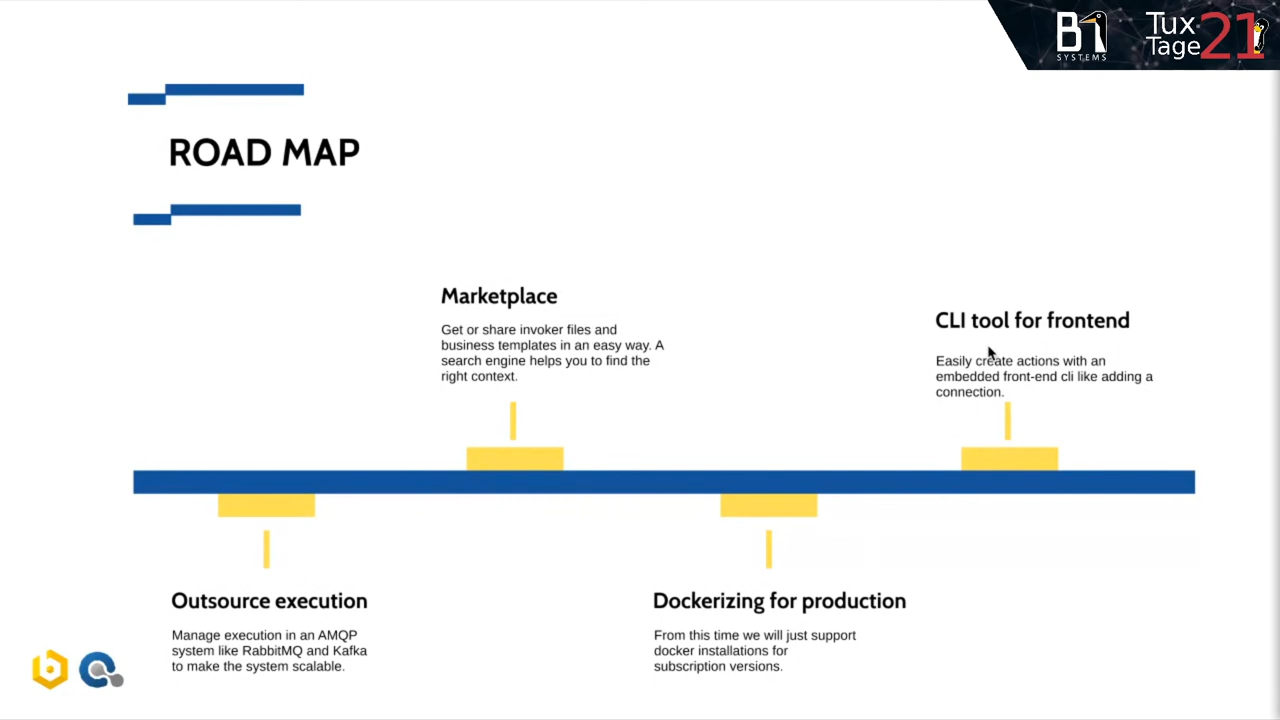 B1
SYSTEMS
Tux
Tage
21
ROAD MAP
Marketplace
Get or share invoker files and
business templates in an easy way. A
search engine helps you to find the
right context.
CLI tool for frontend
Easily create actions with an
embedded front-end cli like adding a
connection.
Outsource execution
Manage execution in an AMQP
system like RabbitMQ and Kafka
to make the system scalable.
Dockerizing for production
From this time we will just support
docker installations for
subscription versions.